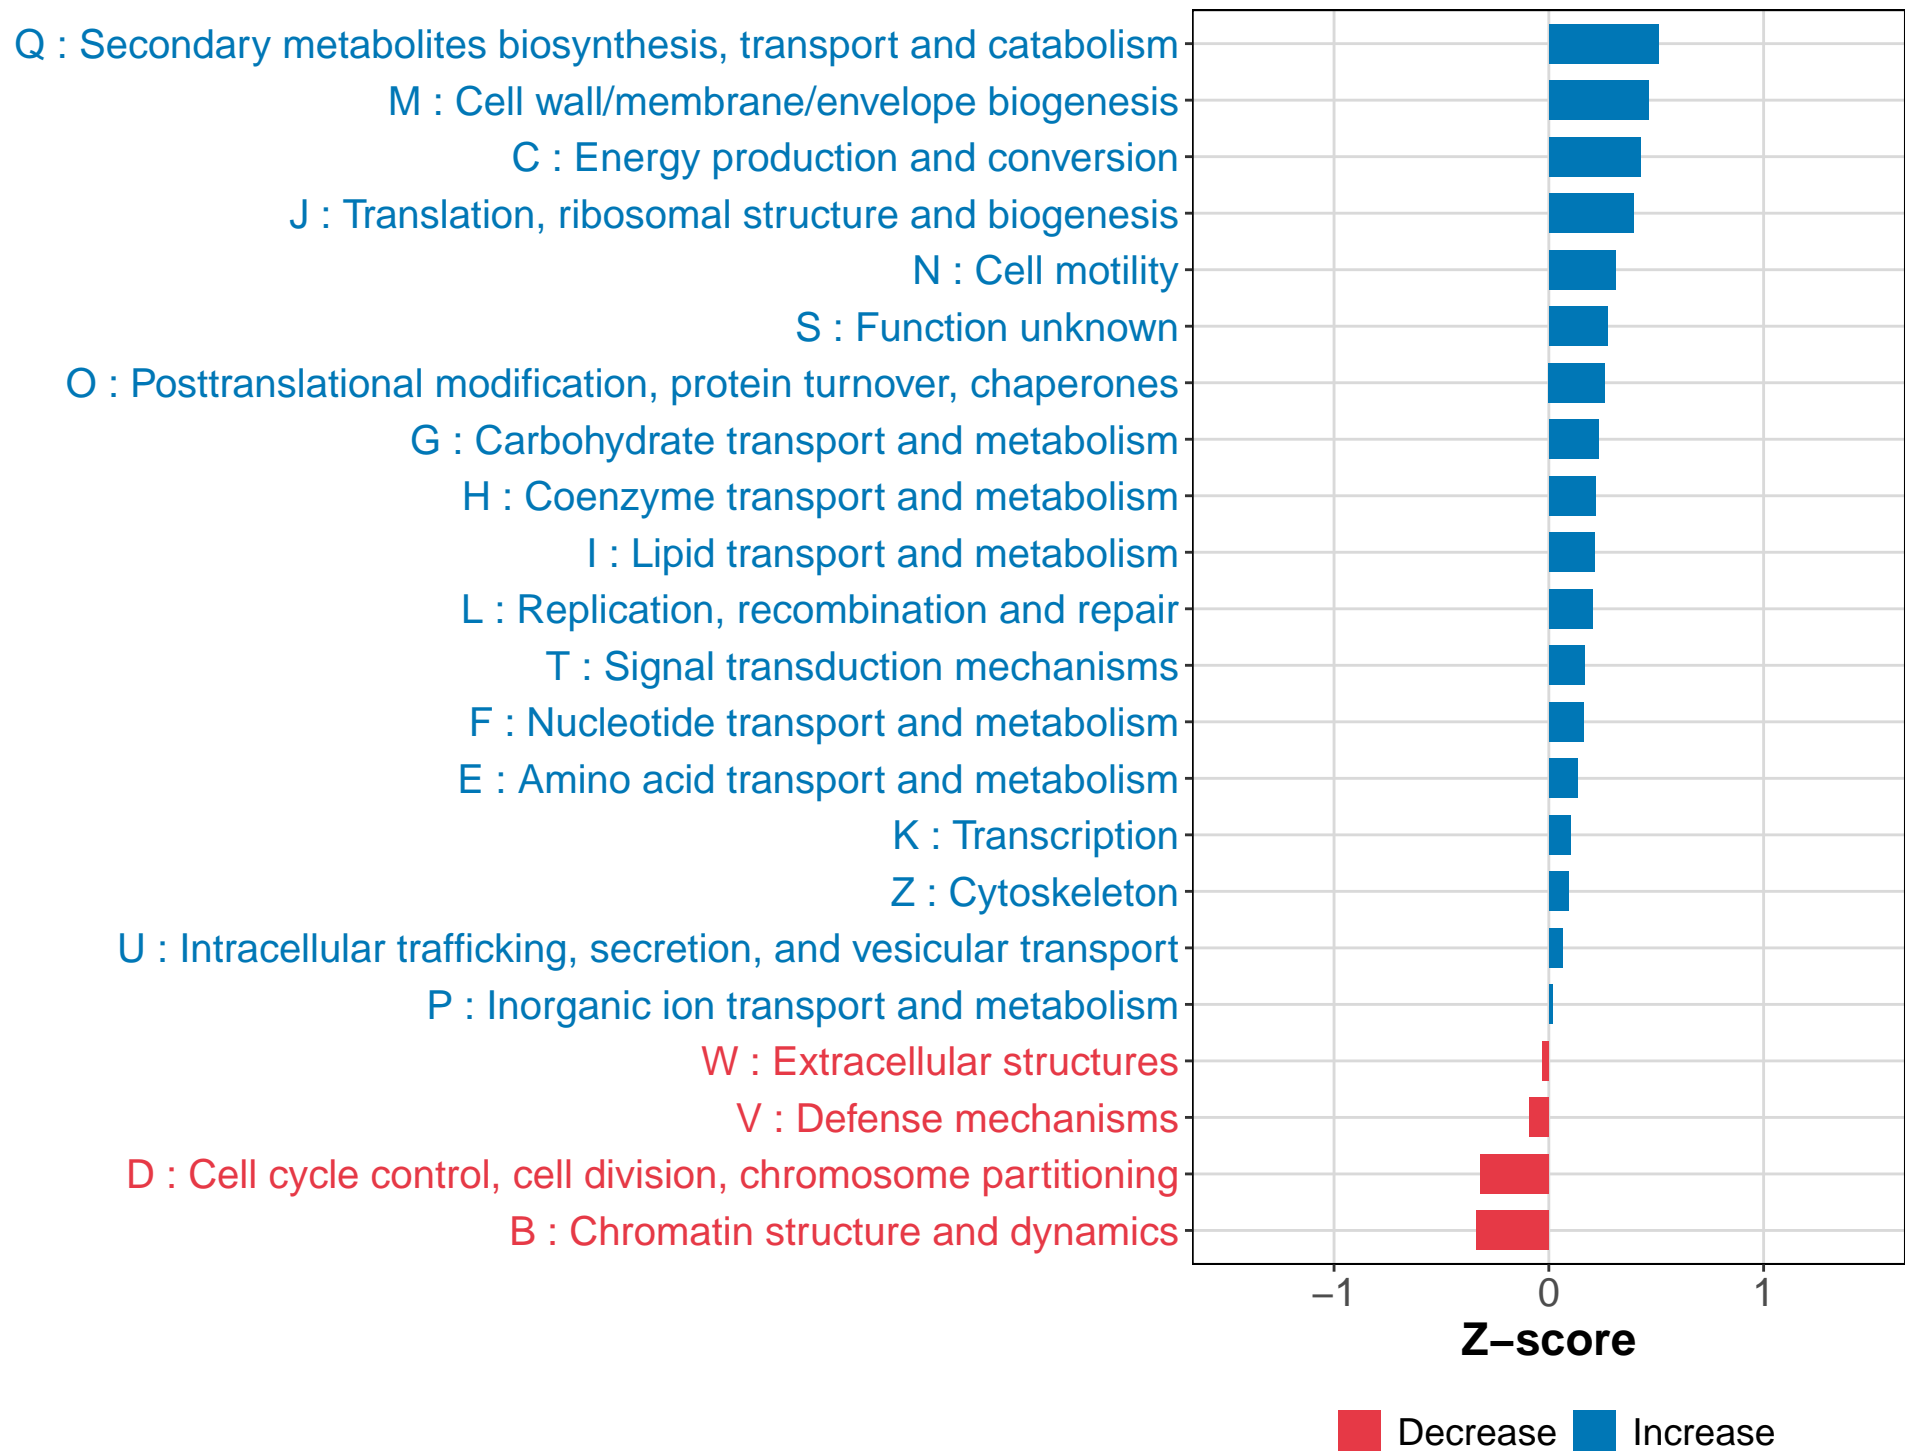 Q : Secondary metabolites biosynthesis, transport and catabolism
M : Cell wall/membrane/envelope biogenesis
C : Energy production and conversion
J : Translation, ribosomal structure and biogenesis
N : Cell motility
S : Function unknown
O : Posttranslational modification, protein turnover, chaperones
G : Carbohydrate transport and metabolism
H : Coenzyme transport and metabolism
I : Lipid transport and metabolism
L : Replication, recombination and repair
T : Signal transduction mechanisms
F : Nucleotide transport and metabolism
E : Amino acid transport and metabolism
K : Transcription
Z : Cytoskeleton
U : Intracellular trafficking, secretion, and vesicular transport
P : Inorganic ion transport and metabolism
W : Extracellular structures
V : Defense mechanisms
D : Cell cycle control, cell division, chromosome partitioning
B : Chromatin structure and dynamics
−1 0 1
Z−score
Decrease Increase